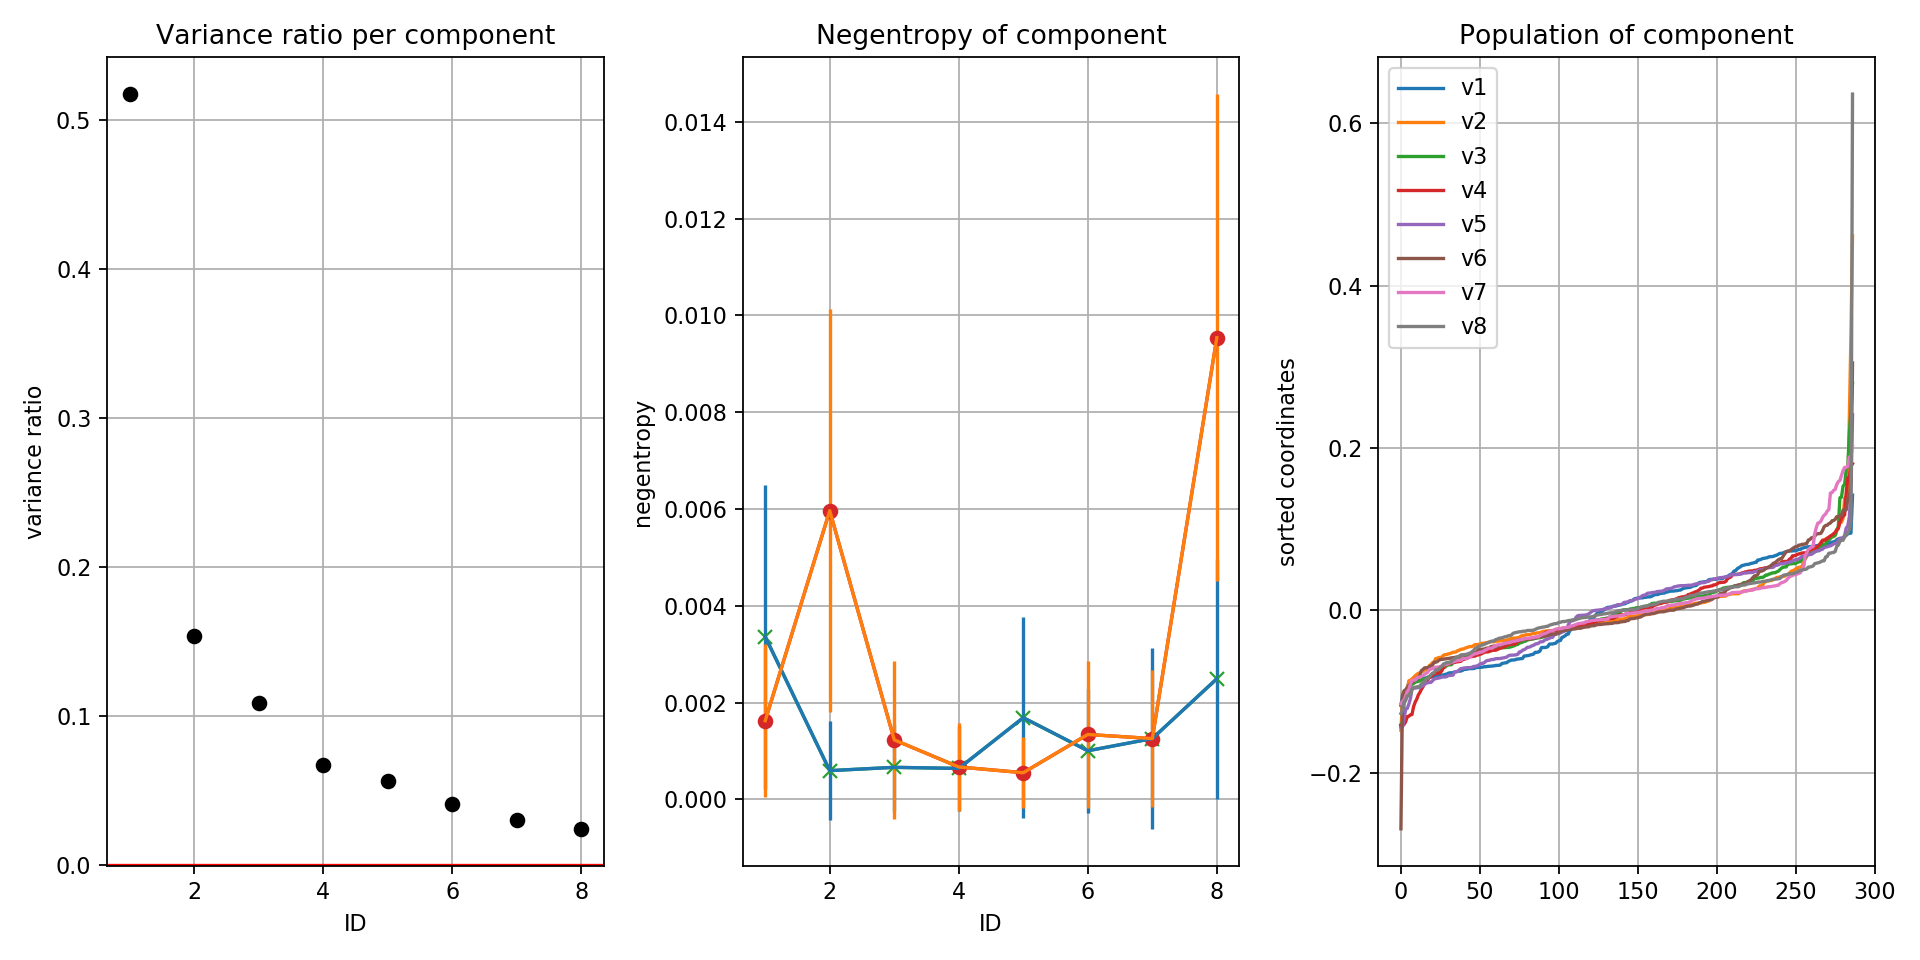 Variance ratio per component
variance ratio
0.5
0.4
0.3
0.2
0.1
0.0
2 4 6 8
ID
Negentropy of component
negentropy
0.014
0.012
0.010
0.008
0.006
0.004
0.002
0.000
2 4 6 8
ID
Population of component
sorted coordinates
0.6
0.4
0.2
0.0
−0.2
v1
v2
v3
v4
v5
v6
v7
v8
0 50 100 150 200 250 300